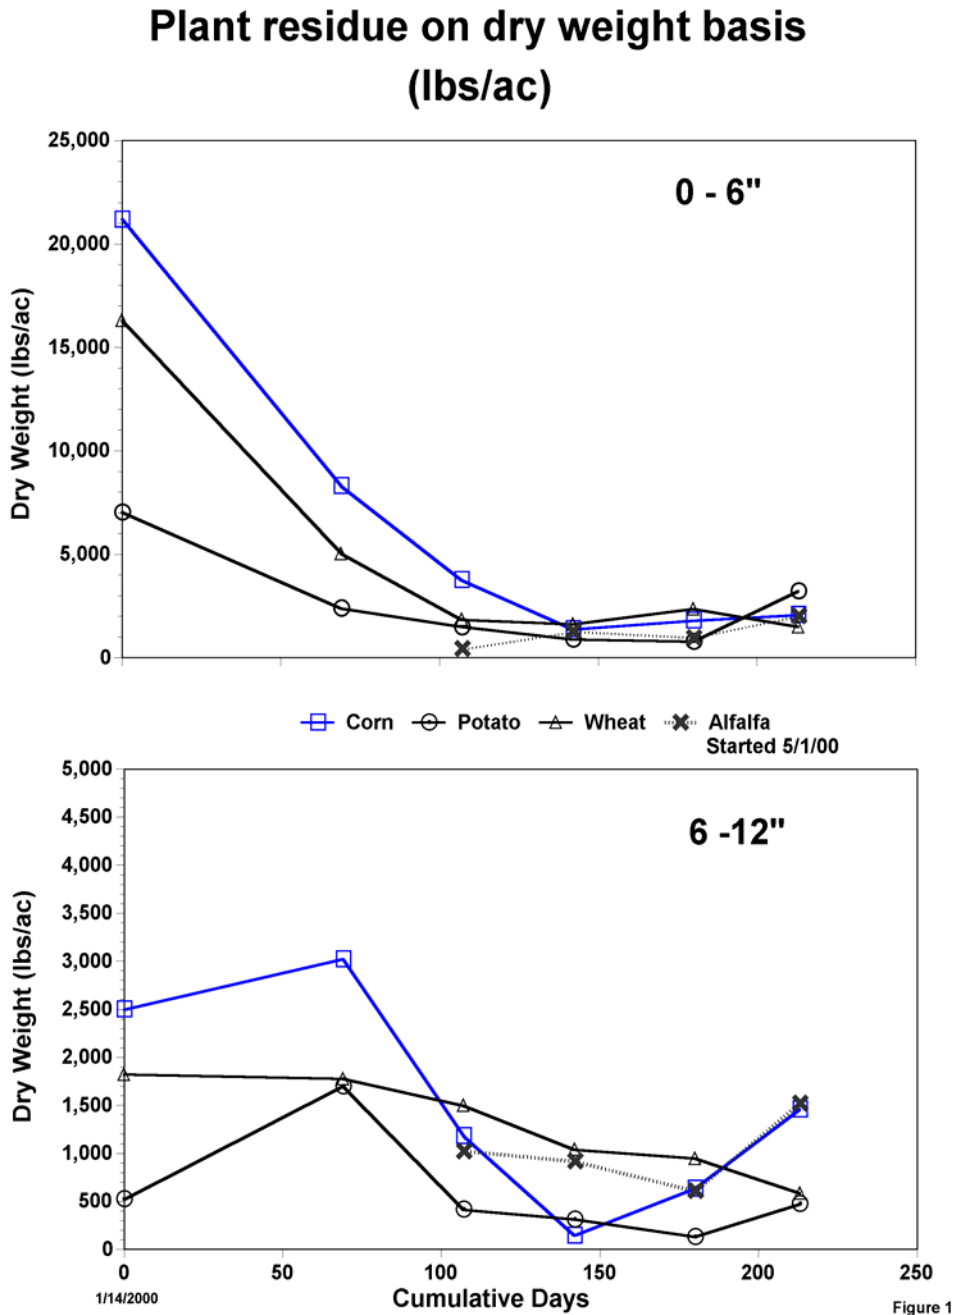 Plant residue on dry weight basis
(lbs/ac)
25,000
20,000
15,000
10,000
5,000
0
Dry Weight (lbs/ac)
0 - 6"
Corn Potato Wheat Alfalfa
Started 5/1/00
5,000
4,500
4,000
3,500
3,000
2,500
2,000
1,500
1,000
500
0
Dry Weight (lbs/ac)
6 -12"
0 50 100 150 200 250
1/14/2000
Cumulative Days
Figure 1